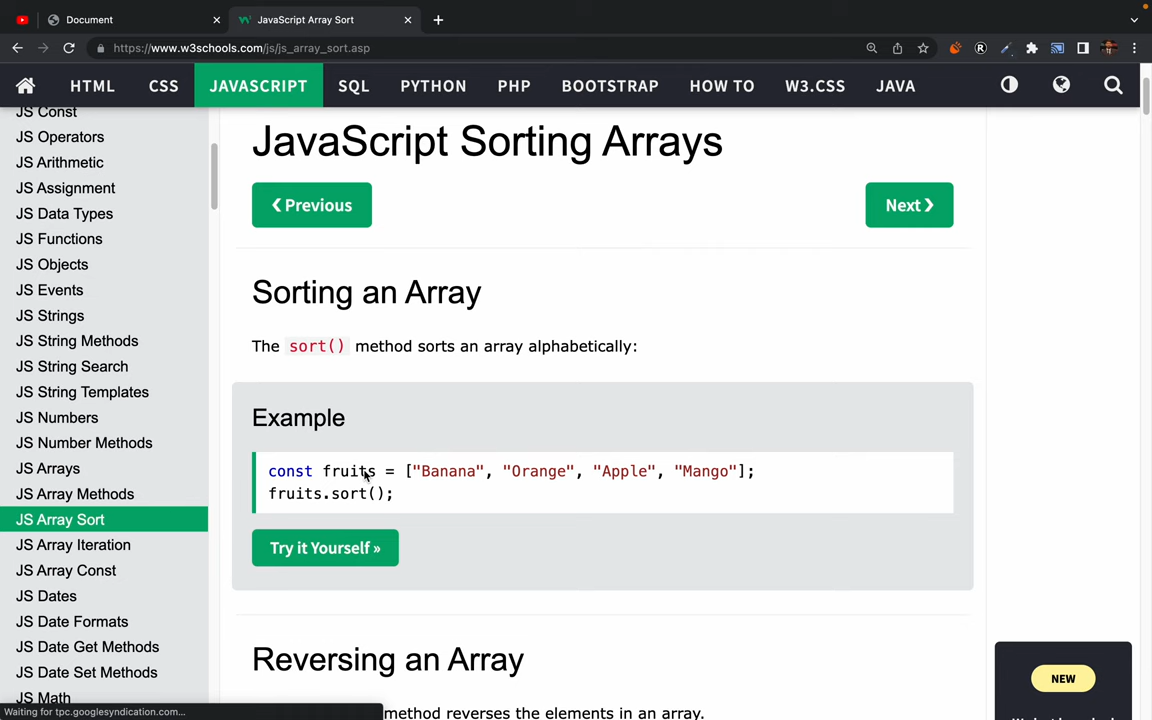 Document
JavaScript Array Sort
https://www.w3schools.com/js/js_array_sort.asp
HTML CSS JAVASCRIPT SQL PYTHON PHP BOOTSTRAP HOW TO W3.CSS JAVA
JS Const
JS Operators
JS Arithmetic
JS Assignment
JS Data Types
JS Functions
JS Objects
JS Events
JS Strings
JS String Methods
JS String Search
JS String Templates
JS Numbers
JS Number Methods
JS Arrays
JS Array Methods
JS Array Sort
JS Array Iteration
JS Array Const
JS Dates
JS Date Formats
JS Date Get Methods
JS Date Set Methods
JS Math
Waiting for tpc.googlesyndication.com...
JavaScript Sorting Arrays
❮ Previous
Next ❯
Sorting an Array
The sort() method sorts an array alphabetically:
Example
const fruits = ["Banana", "Orange", "Apple", "Mango"];
fruits.sort();
Try it Yourself »
Reversing an Array
method reverses the elements in an array.
NEW